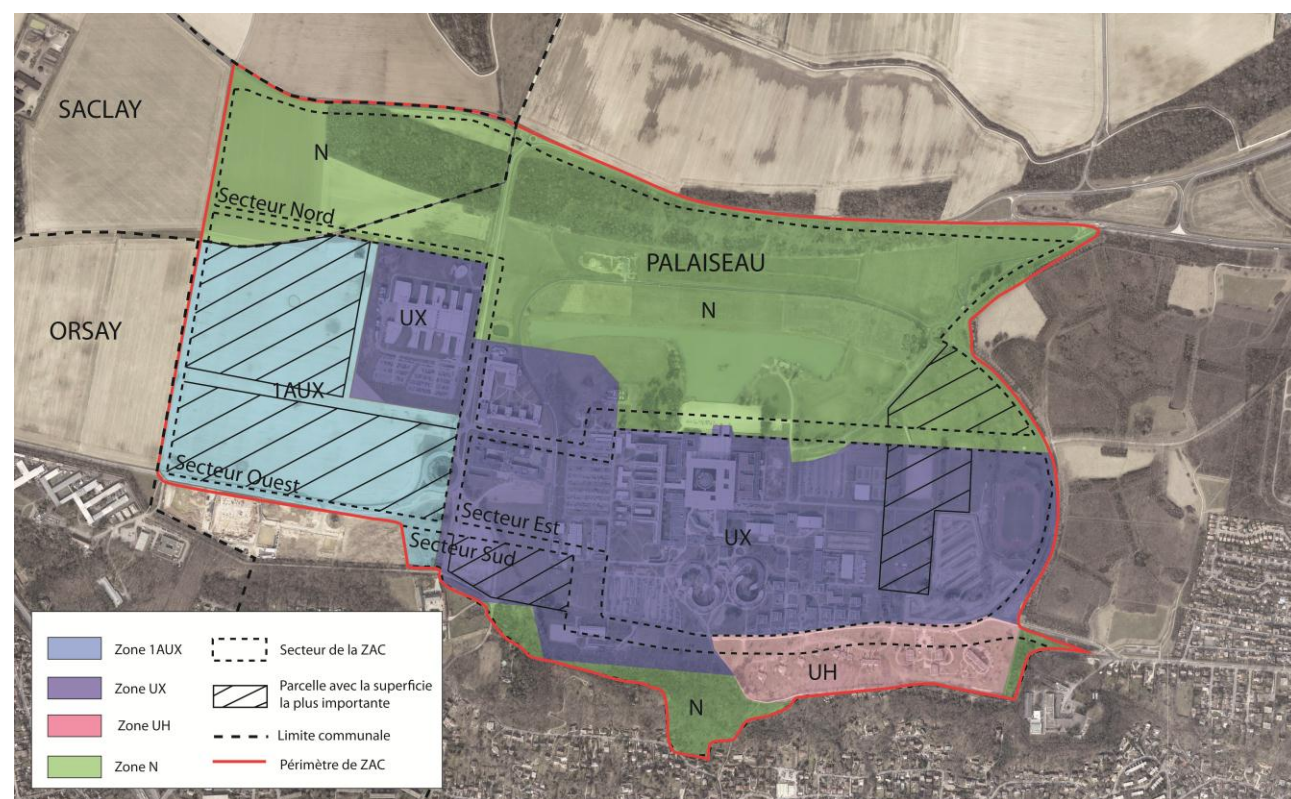 SACLAY
N
Secteur Nord
PALAISEAU
N
UX
ORSAY
1AUX
Secteur Ouest
Secteur Est
Secteur Sud
UX
UH
N
Zone 1AUX
Secteur de la ZAC
Zone UX
Parcelle avec la superficie
la plus importante
Zone UH
Limite communale
Zone N
Périmètre de ZAC